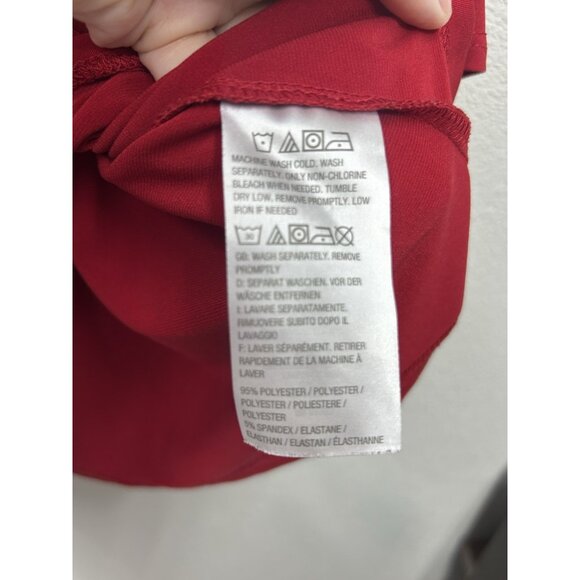 MACHINE WASH COLD. WASH
SEPARATELY. ONLY NON-CHLORINE
BLEACH WHEN NEEDED. TUMBLE
DRY LOW. REMOVE PROMPTLY. LOW
IRON IF NEEDED
30
GB: WASH SEPARATELY. REMOVE
PROMPTLY
D: SEPARAT WASCHEN. VOR DER
WÄSCHE ENTFERNEN
I: LAVARE SEPARATAMENTE.
RIMUOVERE SUBITO DOPO IL
LAVAGGIO
F: LAVER SÉPARÉMENT. RETIRER
RAPIDEMENT DE LA MACHINE À
LAVER
95% POLYESTER / POLYESTER /
POLYESTER / POLIESTERE /
POLYESTER
5% SPANDEX / ELASTANE /
ELASTHAN / ELASTAN / ÉLASTHANNE